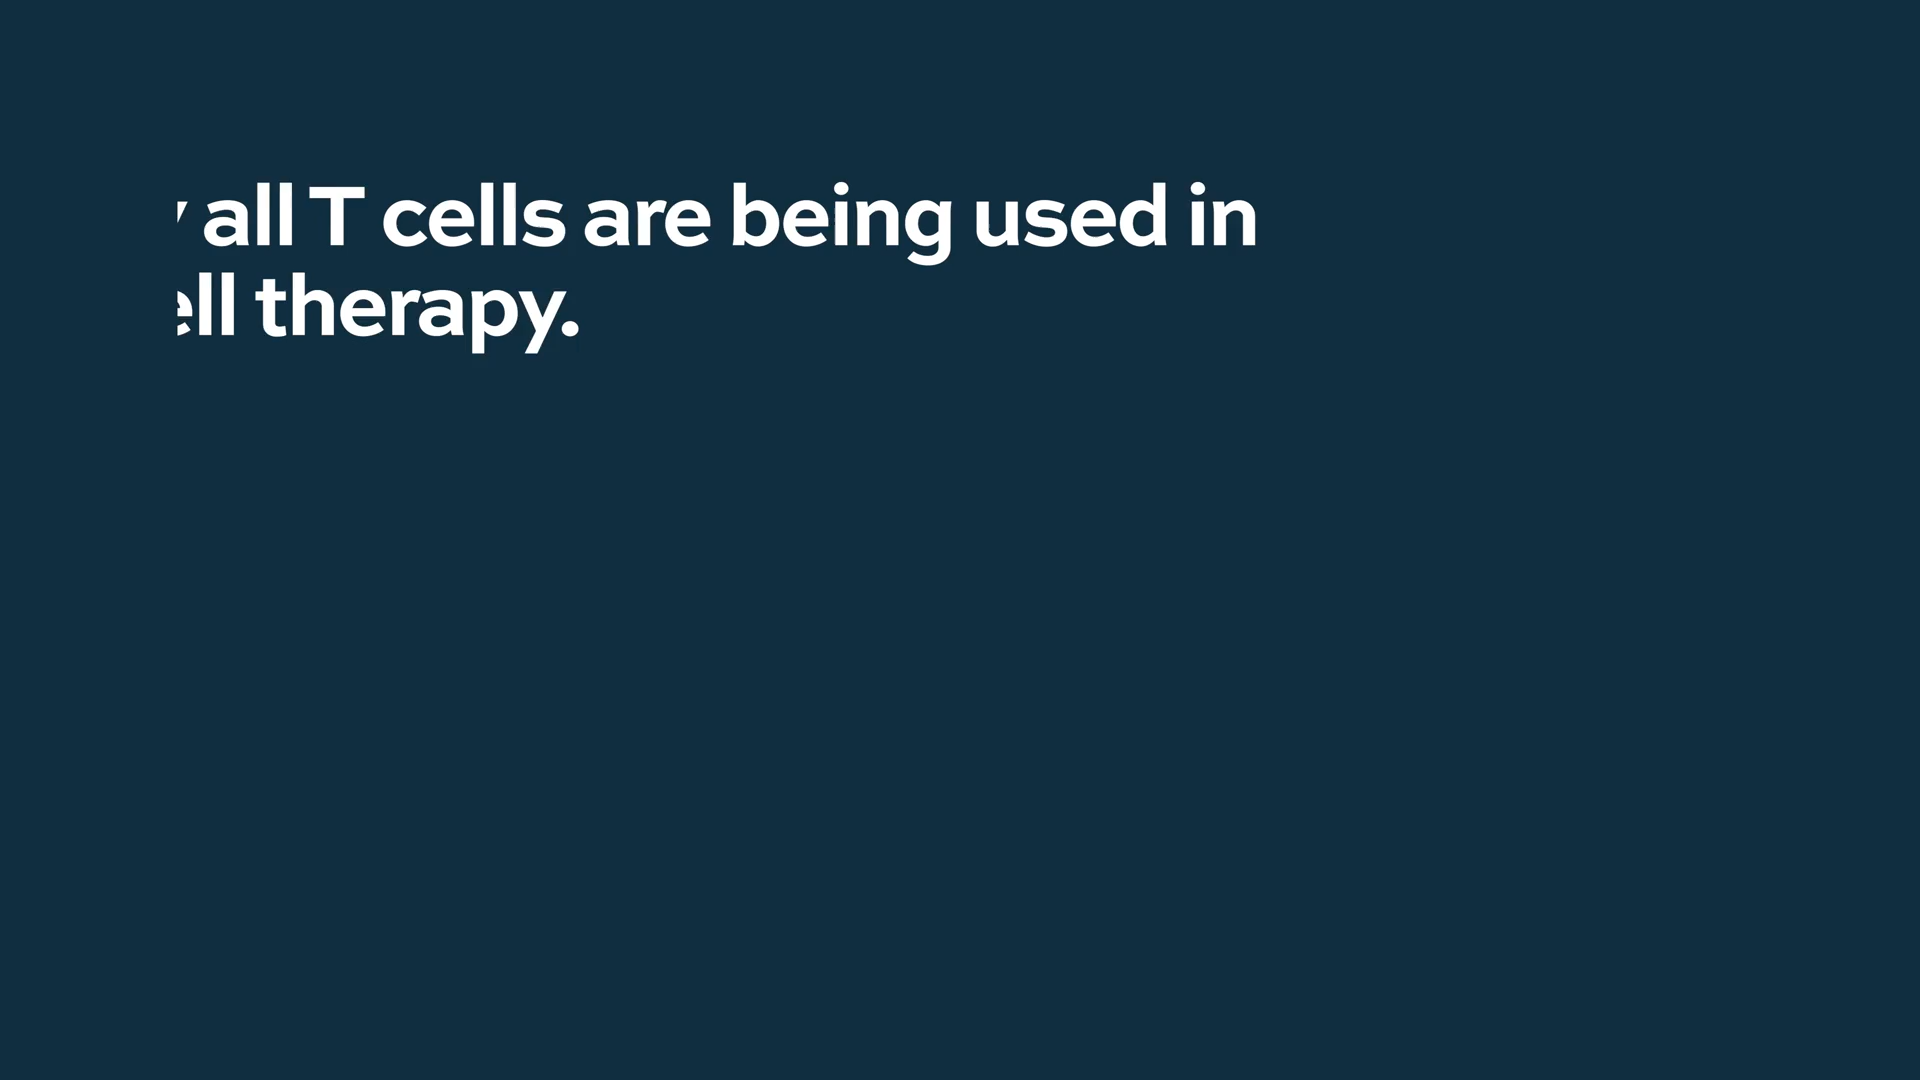 all T cells are being used in
therapy.